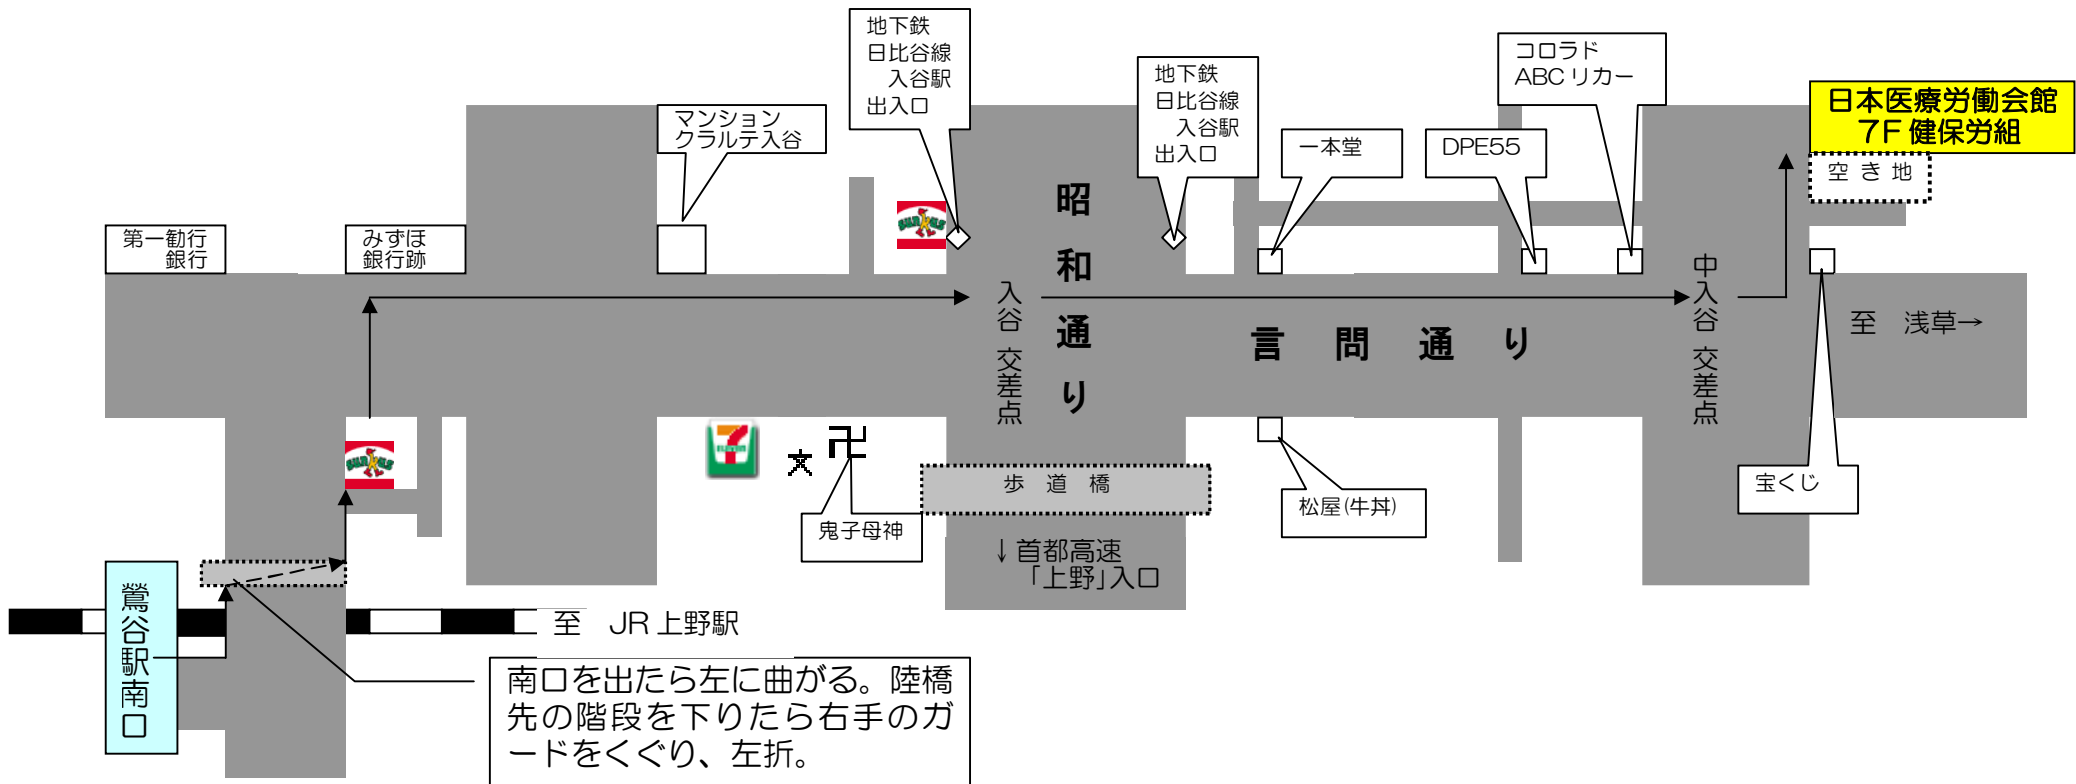 地下鉄
日比谷線
入谷駅
出入口
地下鉄
日比谷線
入谷駅
出入口
コロラド
ABCリカー
日本医療労働会館
7F 健保労組
空き地
マンション
クラルテ入谷
一本堂
DPE55
第一勧行
銀行
みずほ
銀行跡
昭和通り
入谷 交差点
言問通り
中入谷 交差点
至 浅草→
鬼子母神
歩道橋
松屋(牛丼)
宝くじ
↓首都高速
「上野」入口
鶯谷駅南口
至 JR上野駅
南口を出たら左に曲がる。陸橋
先の階段を下りたら右手のガ
ードをくぐり、左折。